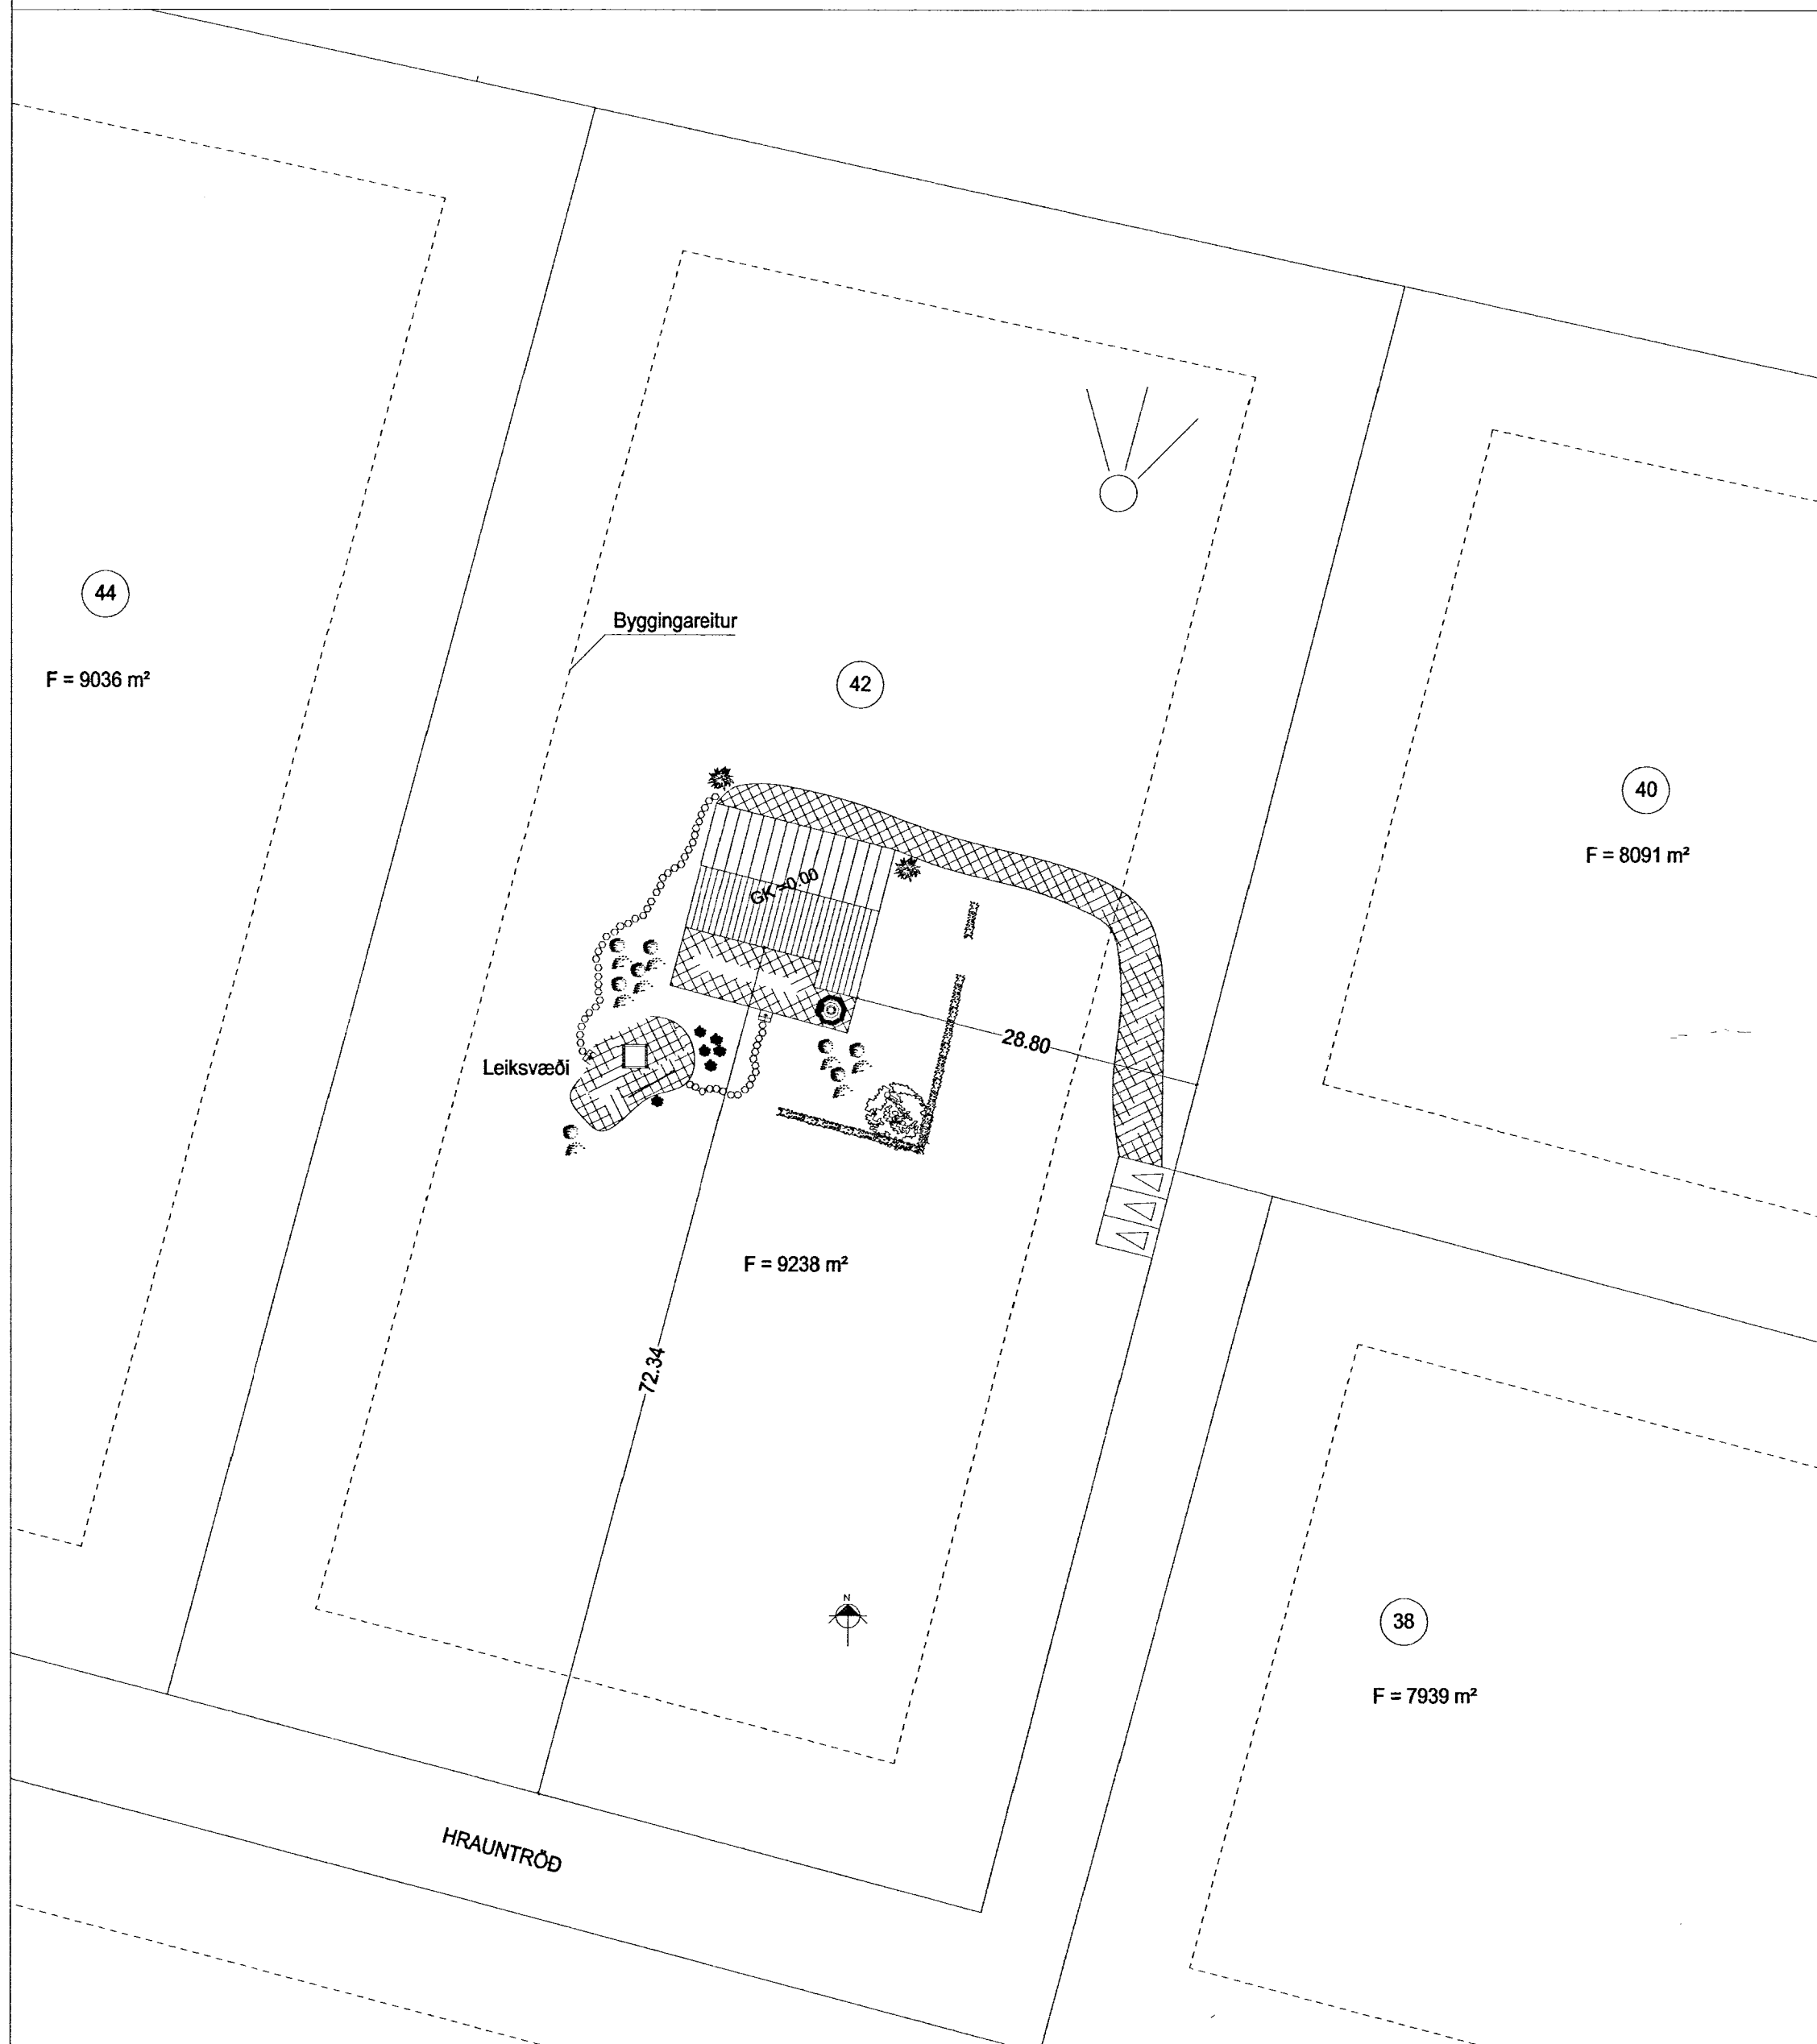 44
F = 9036 m²
Byggingareitur
42
40
F = 8091 m²
GK =0.00
28.80
Leiksvæði
F = 9238 m²
72.34
N
38
F = 7939 m²
HRAUNTRÖÐ